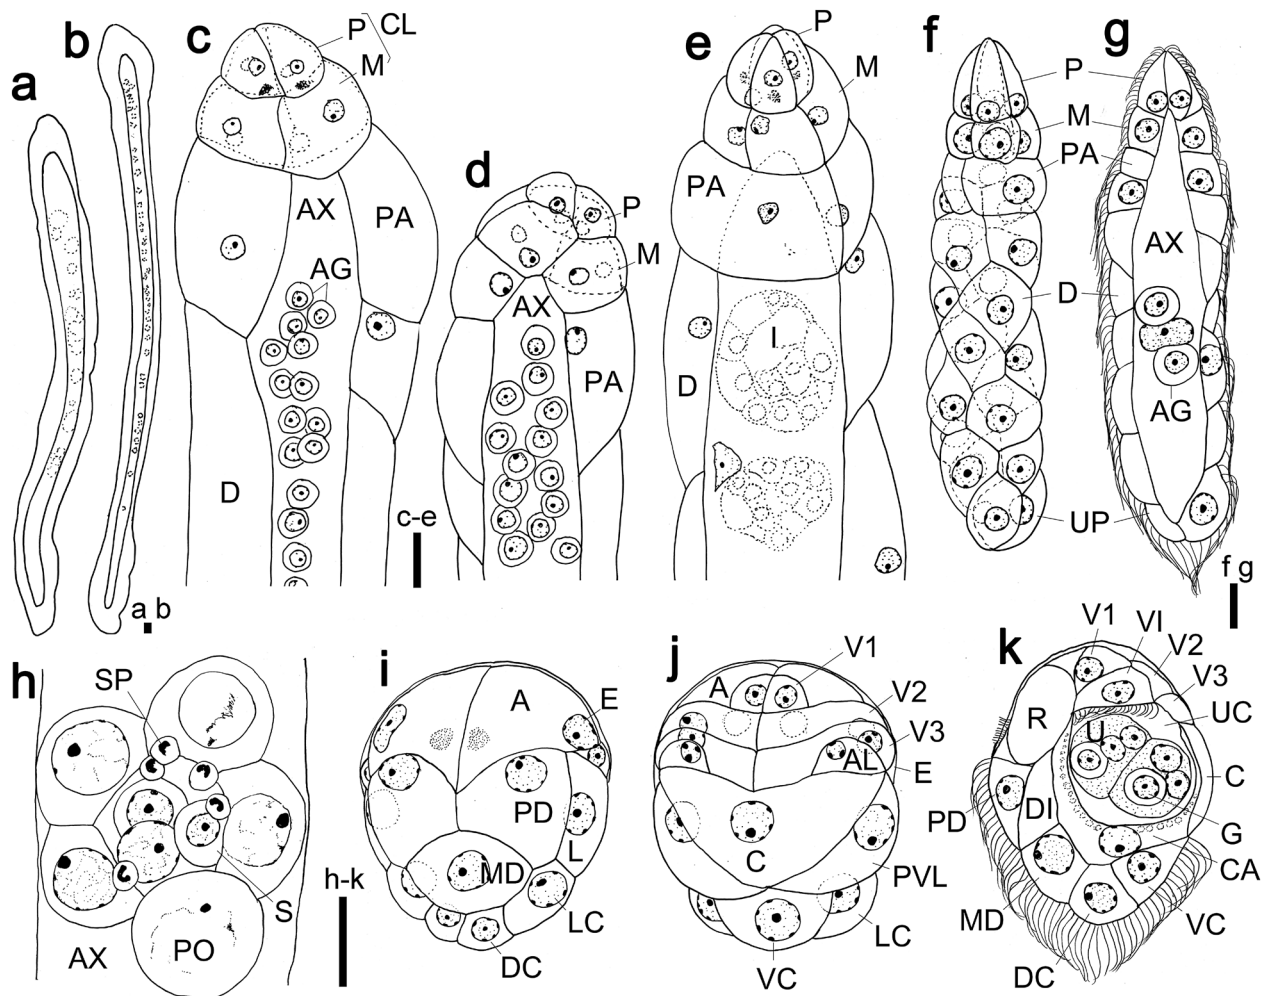 a
b
c
P
CL
M
AX
PA
AG
D
c-e
a b
d
P
M
AX
PA
e
P
M
PA
I
D
f
g
P
M
PA
AX
D
AG
UP
f g
h
SP
S
AX
PO
h-k
i
A
E
PD
L
MD
LC
DC
j
V1
A
V2
V3
AL
E
C
PVL
LC
VC
k
V1
VI
V2
V3
UC
R
U
C
PD
DI
G
CA
MD
VC
DC